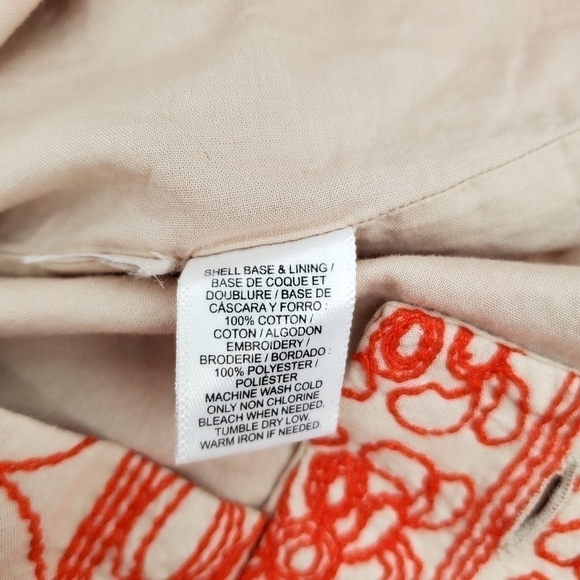 SHELL BASE & LINING /
BASE DE COQUE ET
DOUBLURE / BASE DE
CÁSCARA Y FORRO :
100% COTTON /
COTON / ALGODON
EMBROIDERY /
BRODERIE / BORDADO :
100% POLYESTER /
POLIÉSTER
MACHINE WASH COLD
ONLY NON CHLORINE
BLEACH WHEN NEEDED.
TUMBLE DRY LOW.
WARM IRON IF NEEDED.